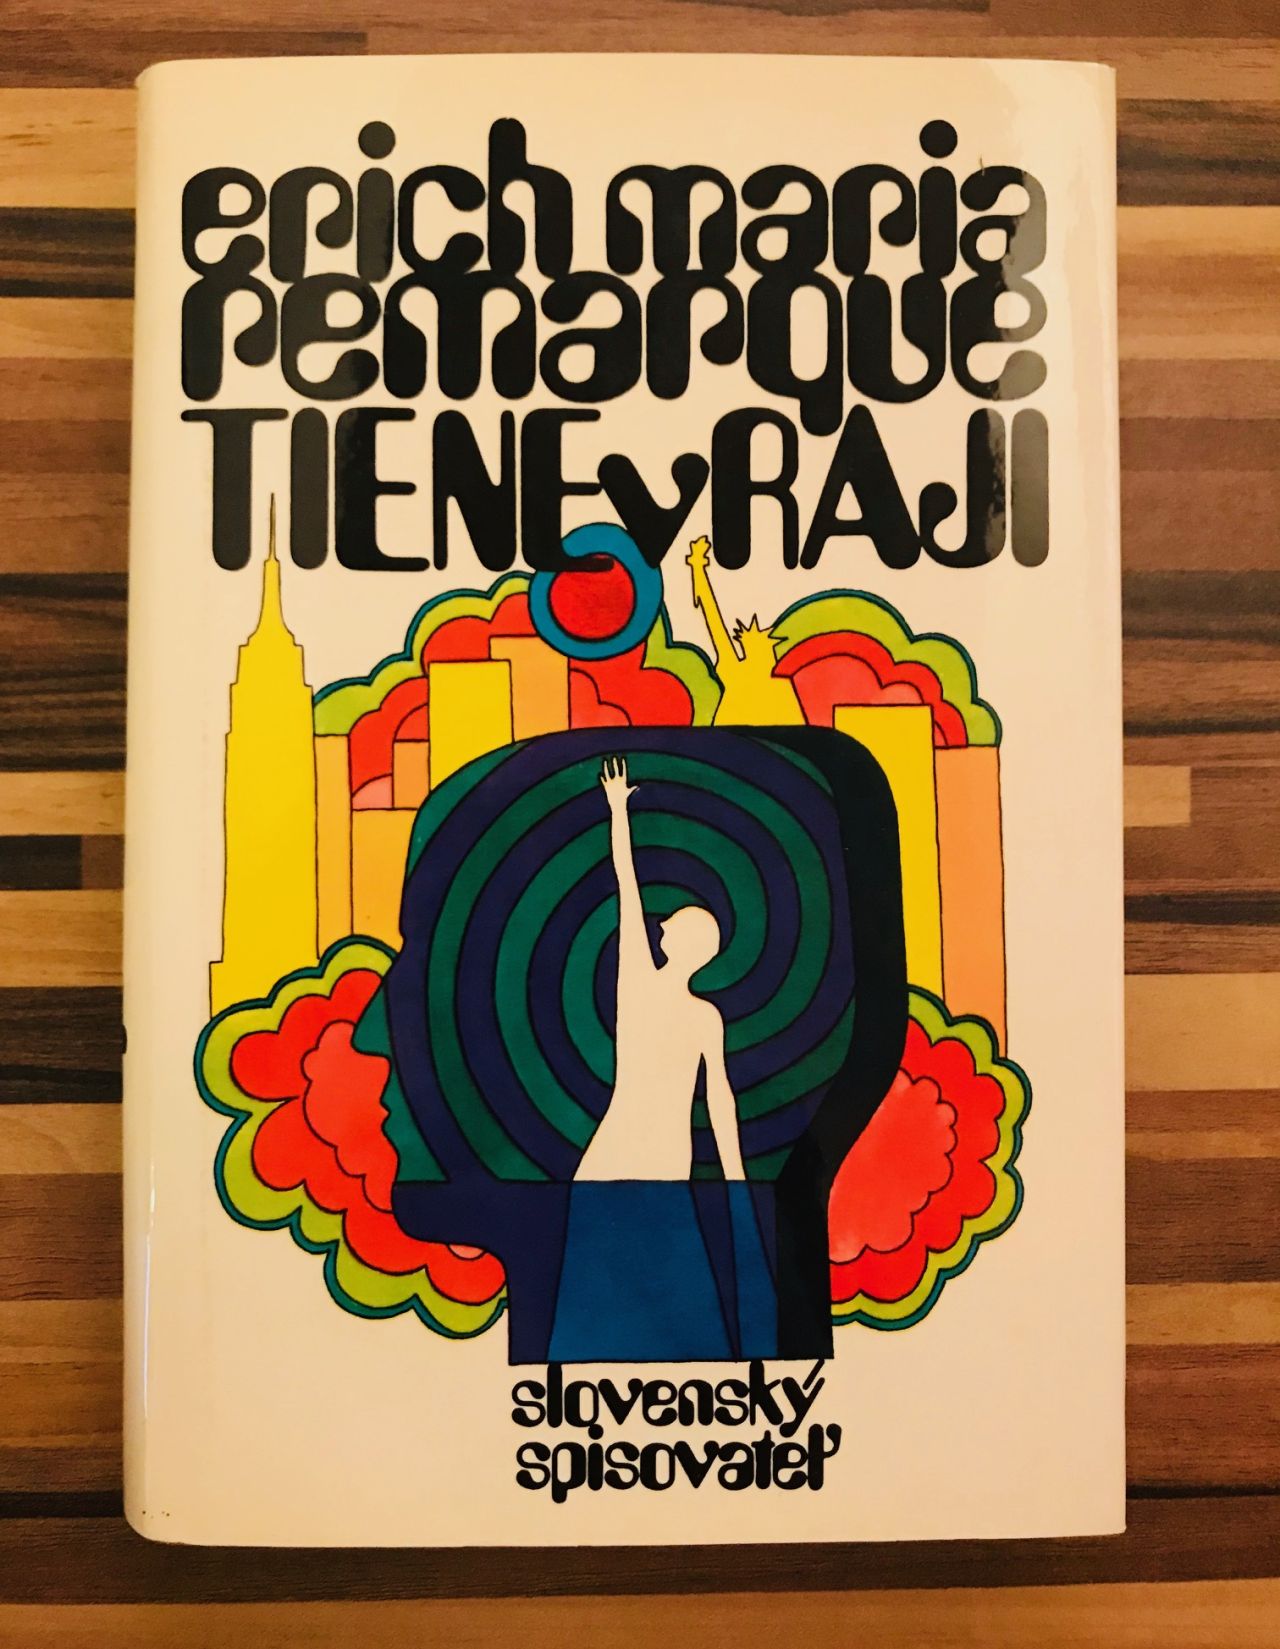 erich maria
remarque
TIENE v RAJI
slovenský
spisovateľ